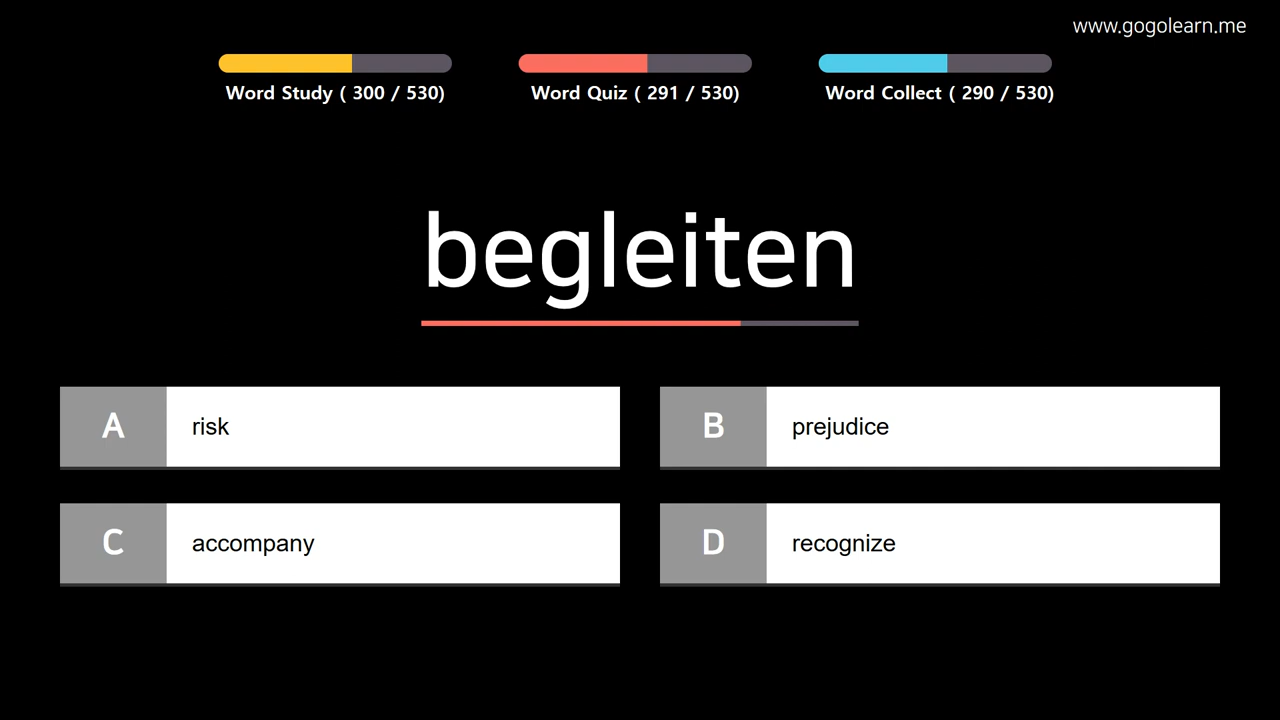 www.gogolearn.me
Word Study ( 300 / 530)
Word Quiz ( 291 / 530)
Word Collect ( 290 / 530)
begleiten
A risk
B prejudice
C accompany
D recognize